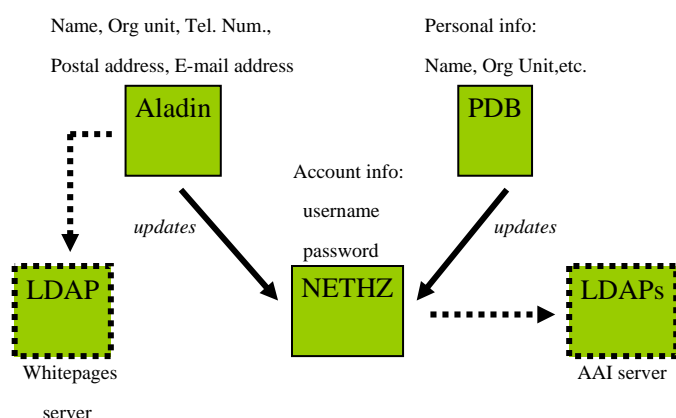 Name, Org unit, Tel. Num.,
Postal address, E-mail address
Personal info:
Name, Org Unit,etc.
Aladin
PDB
Account info:
username
password
updates
updates
LDAP
NETHZ
LDAPs
Whitepages
server
AAI server